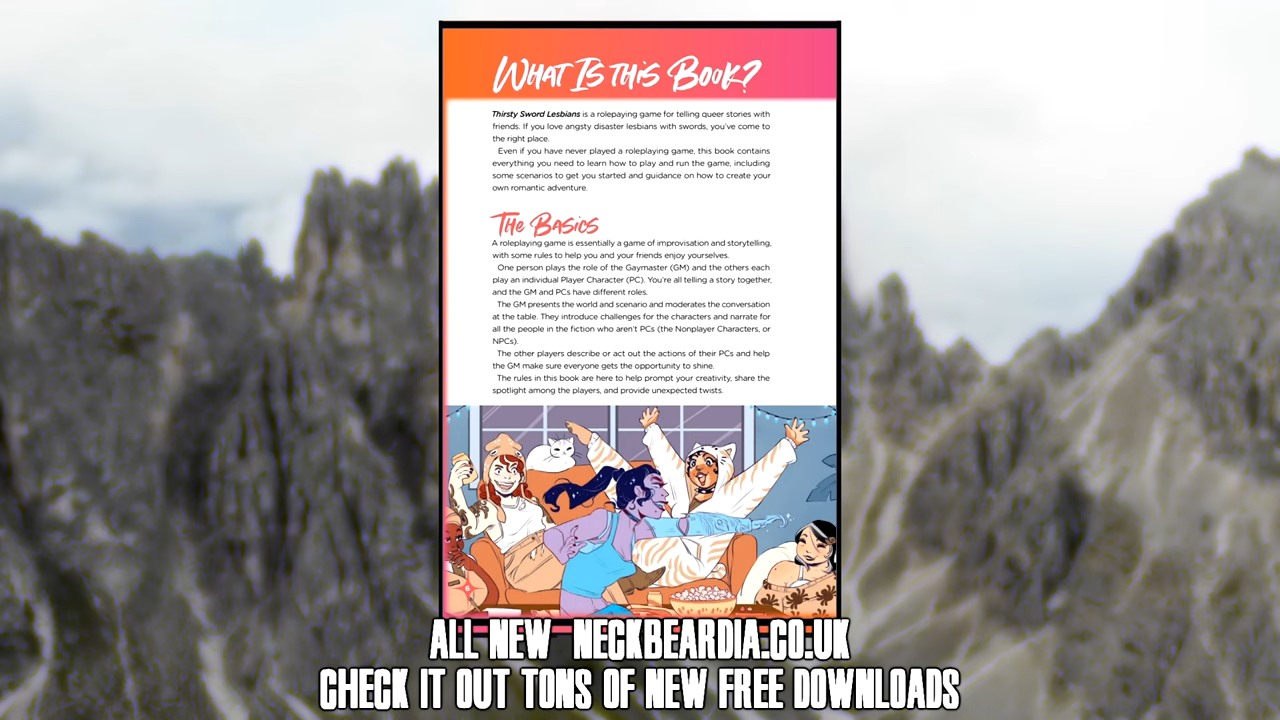 WHAT IS THIS BOOK?
Thirsty Sword Lesbians is a rolepaying game for telling queer stories with
friends. If you love angsty disaster lesbians with swords, you've come to
the right place.
Even if you have never played a roleplaying game, this book contains
everything you need to learn how to play and run the game, including
some scenarios to get you started and guidance on how to create your
own romantic adventure.
THE BASICS
A roleplaying game is essentially a game of improvisation and storytelling,
with some rules to help you and your friends enjoy yourselves.
One person plays the role of the Gaymaster (GM) and the others each
play an individual Player Character (PC). You're all telling a story together,
and the GM and PCs have different roles.
The GM presents the world and scenario and moderates the conversation
at the table. They introduce challenges for the characters and narrate for
all the people in the fiction who aren't PCs (the Nonplayer Characters, or
NPCs).
The other players describe or act out the actions of their PCs and help
the GM make sure everyone gets the opportunity to shine.
The rules in this book are here to help prompt your creativity, share the
spotlight among the players, and provide unexpected twists.
6
ALL NEW NECKBEARDIA.CO.UK
CHECK IT OUT TONS OF NEW FREE DOWNLOADS